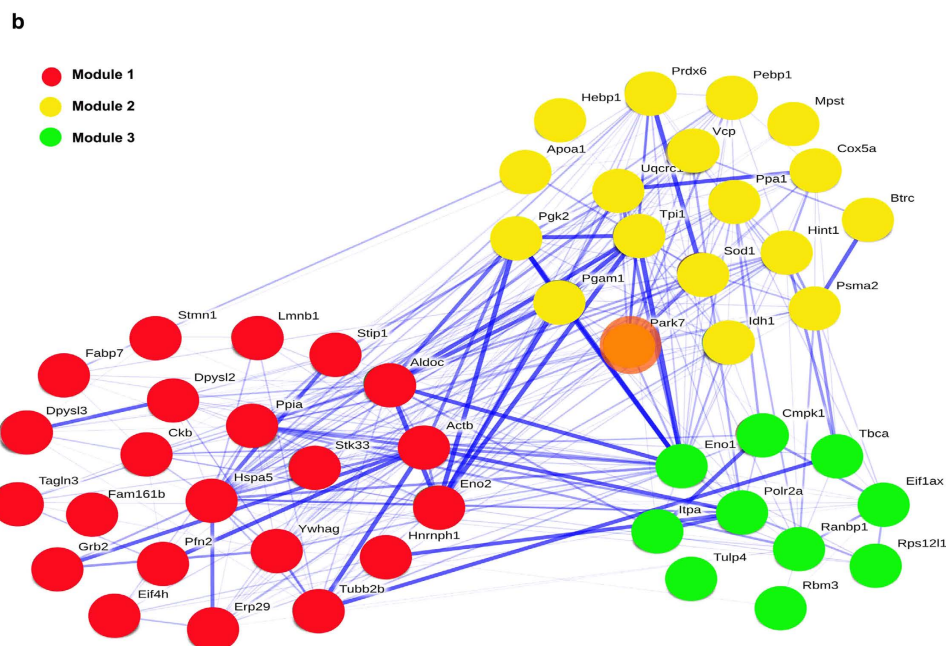 b
Module 1
Module 2
Module 3
Prdx6
Pebp1
Hebp1
Mpst
Vcp
Apoa1
Cox5a
Uqcrc1
Ppa1
Btrc
Pgk2
Tpi1
Hint1
Sod1
Pgam1
Psma2
Park7
Idh1
Stmn1
Lmnb1
Stip1
Fabp7
Aldoc
Dpysl2
Ppia
Dpysl3
Actb
Cmpk1
Ckb
Stk33
Eno1
Tbca
Tagln3
Hspa5
Eno2
Polr2a
Eif1ax
Fam161b
Itpa
Ywhag
Hnrnph1
Ranbp1
Grb2
Pfn2
Rps12l1
Tulp4
Eif4h
Erp29
Tubb2b
Rbm3